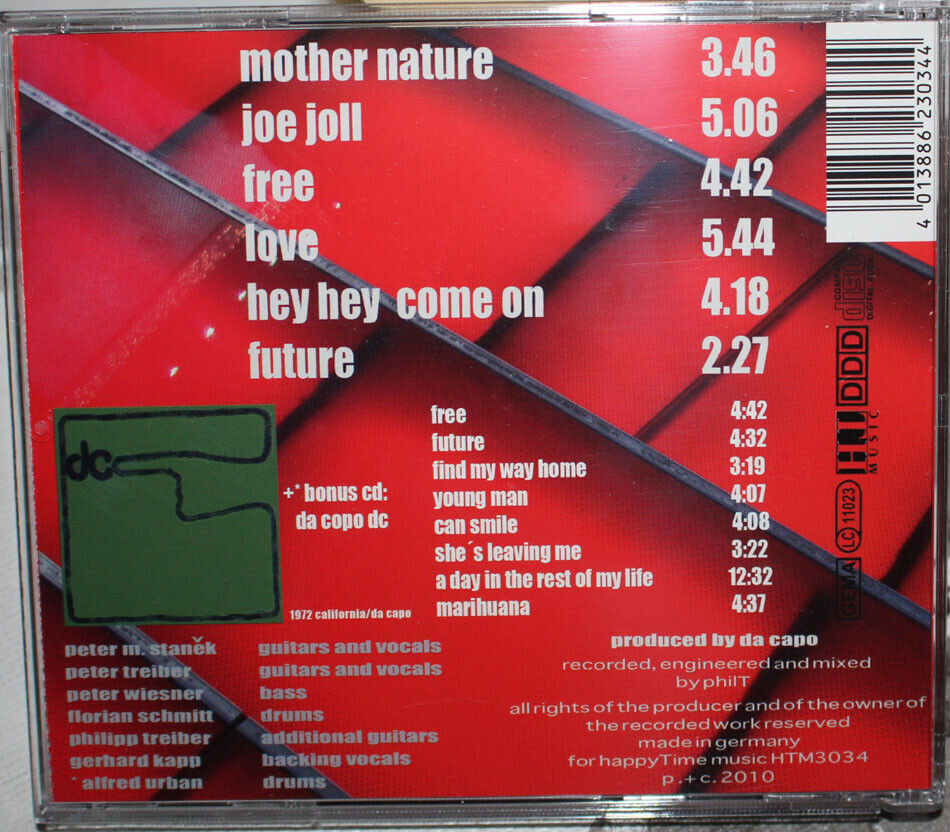 mother nature 3.46
joe joll 5.06
free 4.42
love 5.44
hey hey come on 4.18
future 2.27
4 013886 230344
COMPACT
disc
DIGITAL AUDIO
DDD
MUSIC
LC 11023
GEMA
dc
+* bonus cd:
da copo dc
1972 california/da capo
free 4:42
future 4:32
find my way home 3:19
young man 4:07
can smile 4:08
she´s leaving me 3:22
a day in the rest of my life 12:32
marihuana 4:37
peter m. staněk guitars and vocals
peter treiber guitars and vocals
peter wiesner bass
florian schmitt drums
philipp treiber additional guitars
gerhard kapp backing vocals
* alfred urban drums
produced by da capo
recorded, engineered and mixed
by philT
all rights of the producer and of the owner of
the recorded work reserved
made in germany
for happyTime music HTM3034
p.+c. 2010